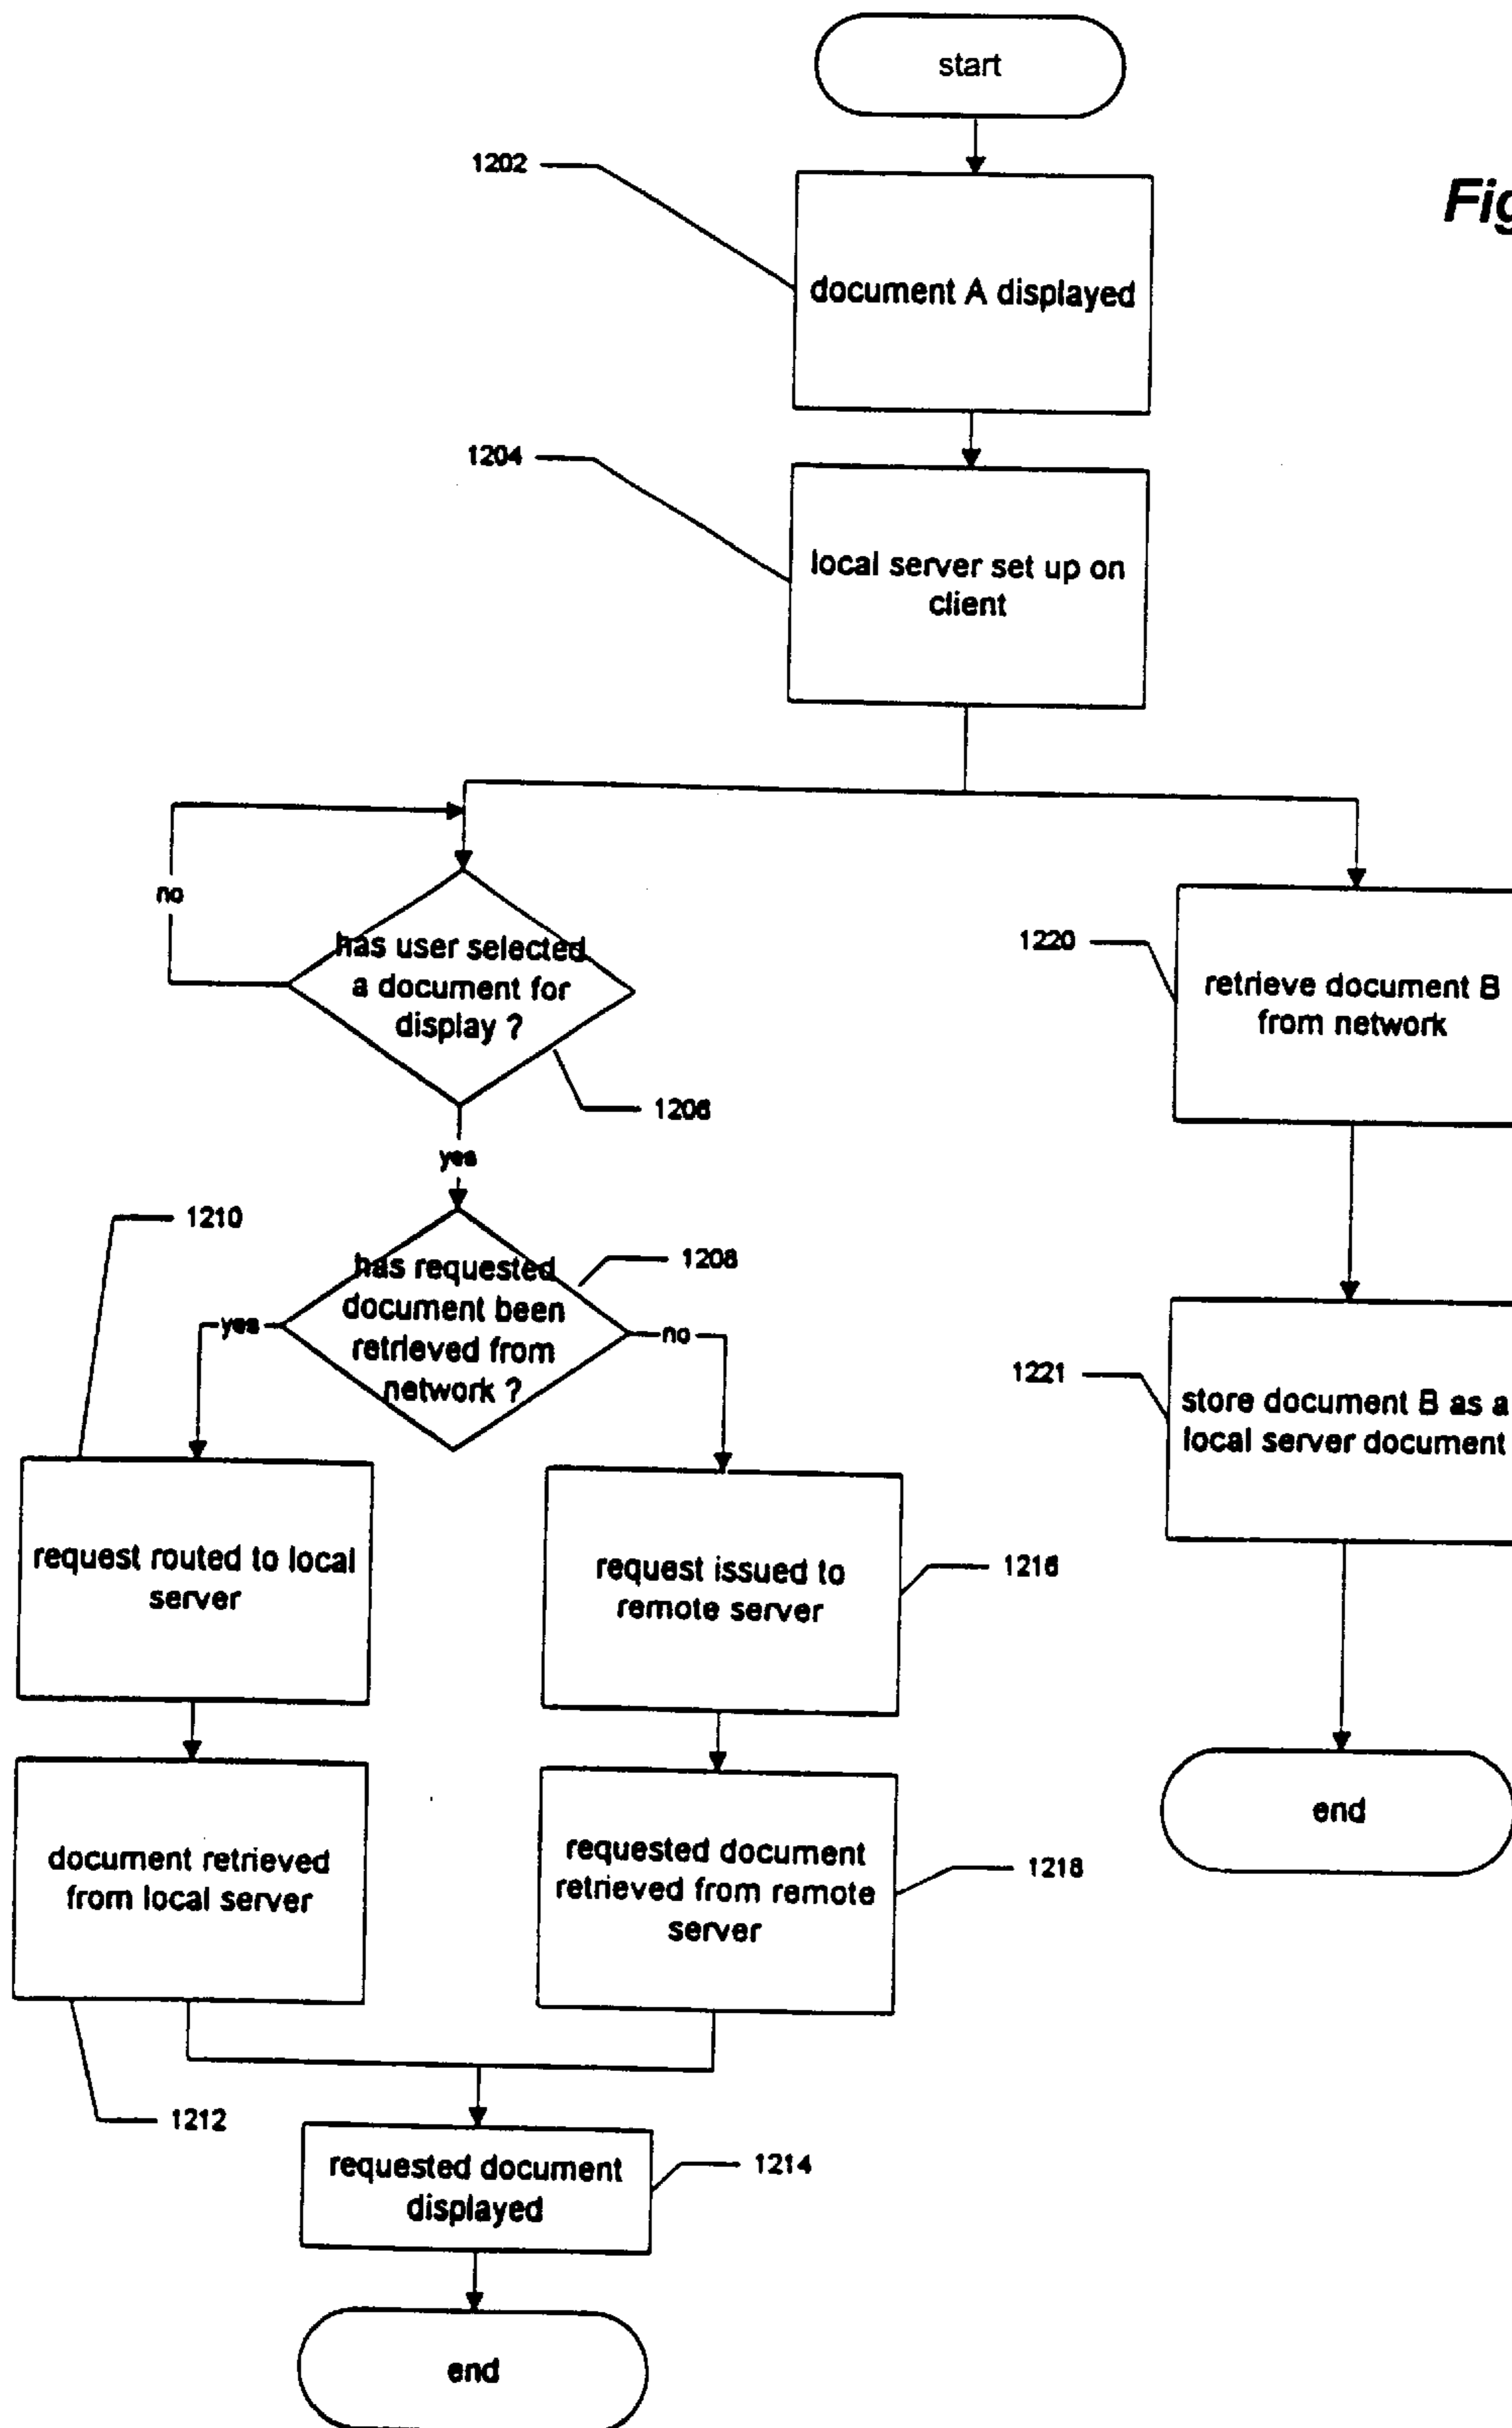 start
1202
Fig
document A displayed
1204
local server set up on
client
no
has user selected
a document for
display ?
1206
1220
retrieve document B
from network
yes
1210
has requested
document been
retrieved from
network ?
1208
yes
no
1221
store document B as a
local server document
request routed to local
server
request issued to
remote server
1216
document retrieved
from local server
requested document
retrieved from remote
server
1218
end
1212
requested document
displayed
1214
end